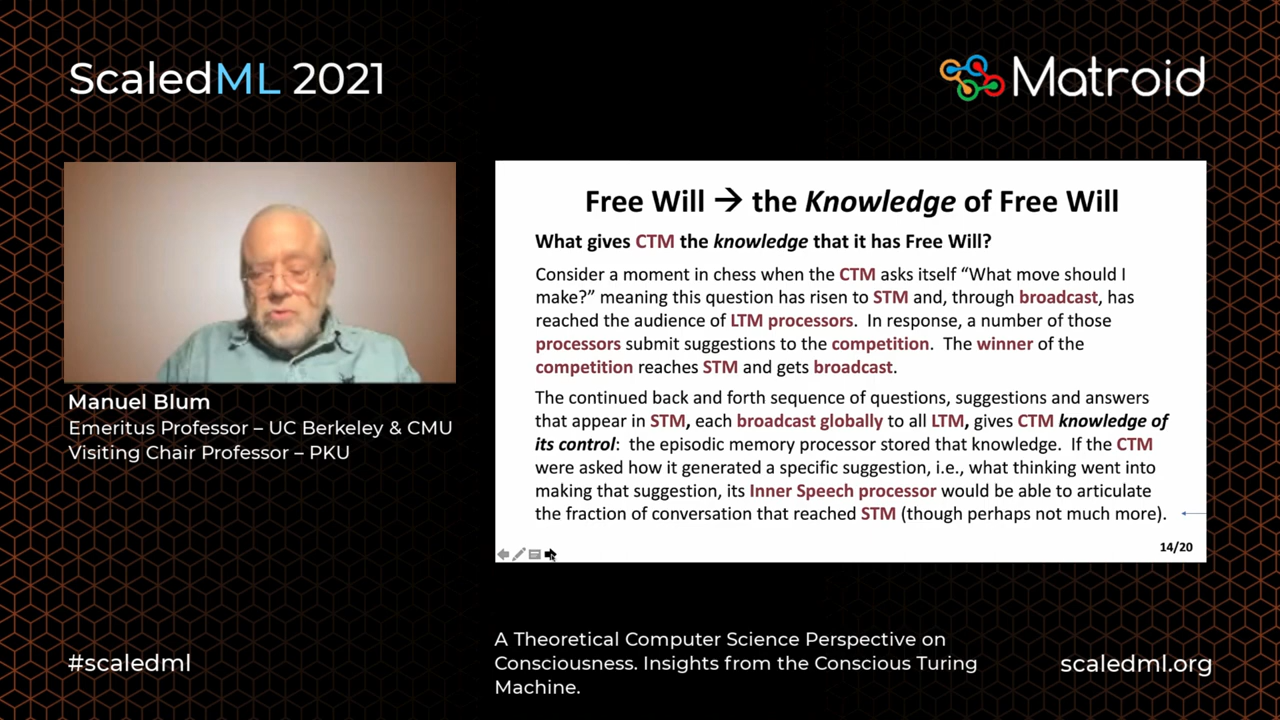 ScaledML 2021
Matroid
Manuel Blum
Emeritus Professor – UC Berkeley & CMU
Visiting Chair Professor – PKU
Free Will → the Knowledge of Free Will
What gives CTM the knowledge that it has Free Will?
Consider a moment in chess when the CTM asks itself “What move should I
make?” meaning this question has risen to STM and, through broadcast, has
reached the audience of LTM processors. In response, a number of those
processors submit suggestions to the competition. The winner of the
competition reaches STM and gets broadcast.
The continued back and forth sequence of questions, suggestions and answers
that appear in STM, each broadcast globally to all LTM, gives CTM knowledge of
its control: the episodic memory processor stored that knowledge. If the CTM
were asked how it generated a specific suggestion, i.e., what thinking went into
making that suggestion, its Inner Speech processor would be able to articulate
the fraction of conversation that reached STM (though perhaps not much more).
14/20
#scaledml
A Theoretical Computer Science Perspective on
Consciousness. Insights from the Conscious Turing
Machine.
scaledml.org